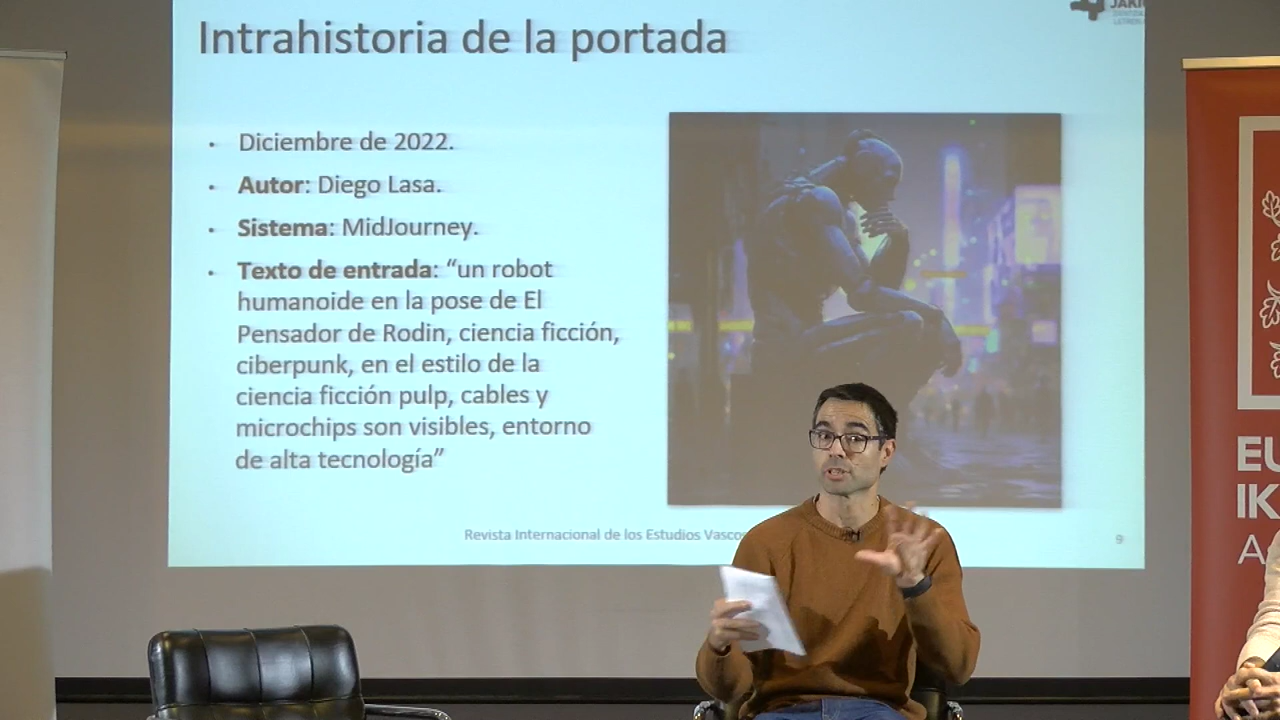 Intrahistoria de la portada
• Diciembre de 2022.
• Autor: Diego Lasa.
• Sistema: MidJourney.
• Texto de entrada: “un robot
humanoide en la pose de El
Pensador de Rodin, ciencia ficción,
ciberpunk, en el estilo de la
ciencia ficción pulp, cables y
microchips son visibles, entorno
de alta tecnología”
Revista Internacional de los Estudios Vasco
9
EU
IK
A